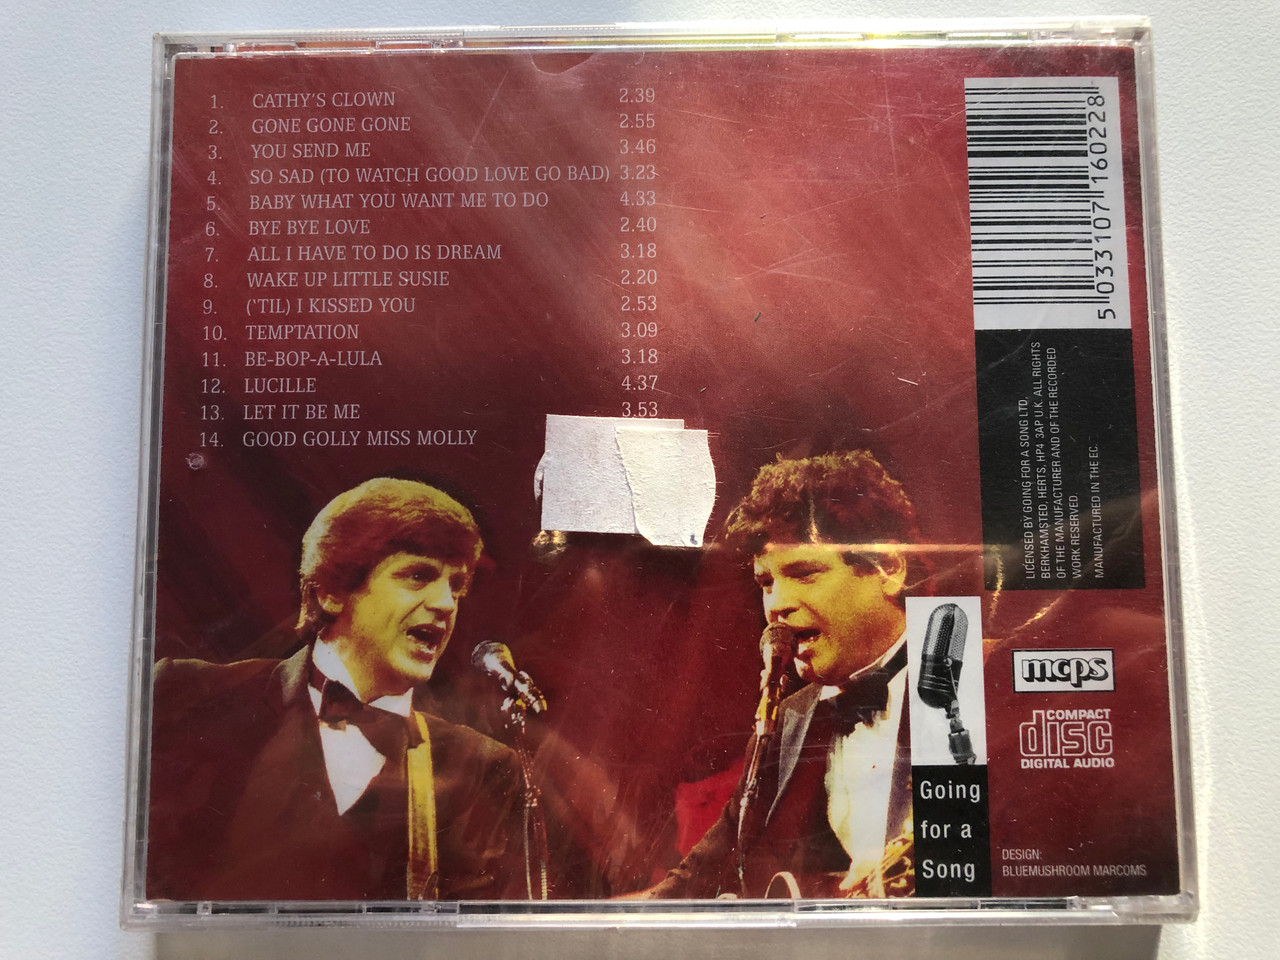 1. CATHY'S CLOWN 2.39
2. GONE GONE GONE 2.55
3. YOU SEND ME 3.46
4. SO SAD (TO WATCH GOOD LOVE GO BAD) 3.23
5. BABY WHAT YOU WANT ME TO DO 4.33
6. BYE BYE LOVE 2.40
7. ALL I HAVE TO DO IS DREAM 3.18
8. WAKE UP LITTLE SUSIE 2.20
9. ('TIL) I KISSED YOU 2.53
10. TEMPTATION 3.09
11. BE-BOP-A-LULA 3.18
12. LUCILLE 4.37
13. LET IT BE ME 3.53
14. GOOD GOLLY MISS MOLLY
5 033107 160228
LICENSED BY GOING FOR A SONG LTD,
BERKHAMSTED, HERTS, HP4 3AP U.K. ALL RIGHTS
OF THE MANUFACTURER AND OF THE RECORDED
WORK RESERVED
MANUFACTURED IN THE EC.
mcps
COMPACT
disc
DIGITAL AUDIO
Going
for a
Song
DESIGN:
BLUEMUSHROOM MARCOMS